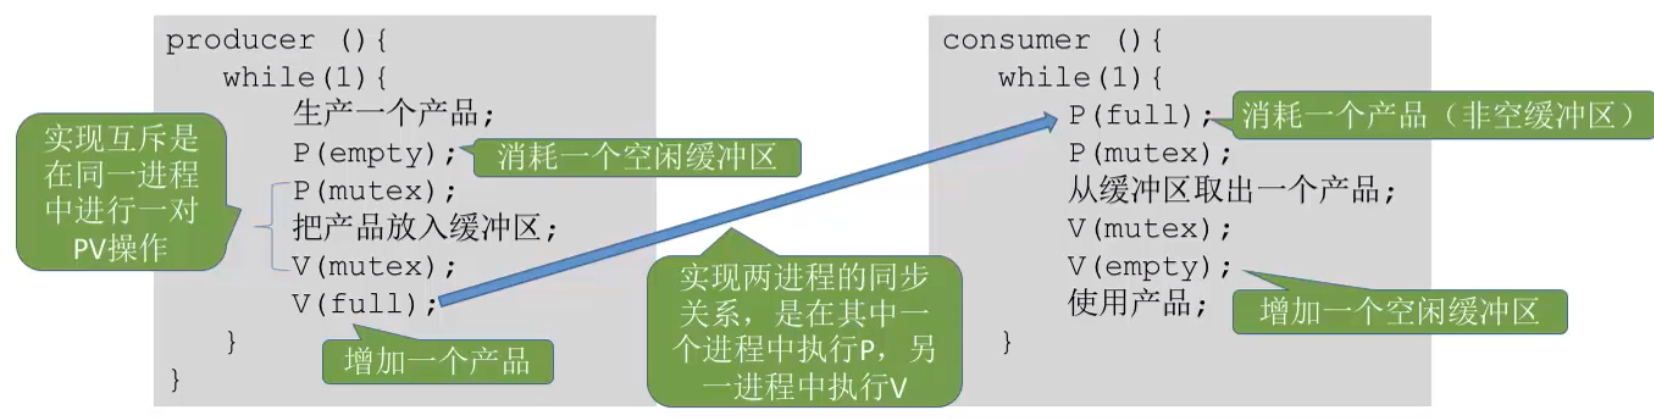 producer (){
while(1){
生产一个产品;
P(empty);
P(mutex);
把产品放入缓冲区;
V(mutex);
V(full);
}
}
实现互斥是
在同一进程
中进行一对
PV操作
消耗一个空闲缓冲区
增加一个产品
实现两进程的同步
关系，是在其中一
个进程中执行P，另
一进程中执行V
consumer (){
while(1){
P(full);
P(mutex);
从缓冲区取出一个产品;
V(mutex);
V(empty);
使用产品;
}
消耗一个产品（非空缓冲区）
增加一个空闲缓冲区